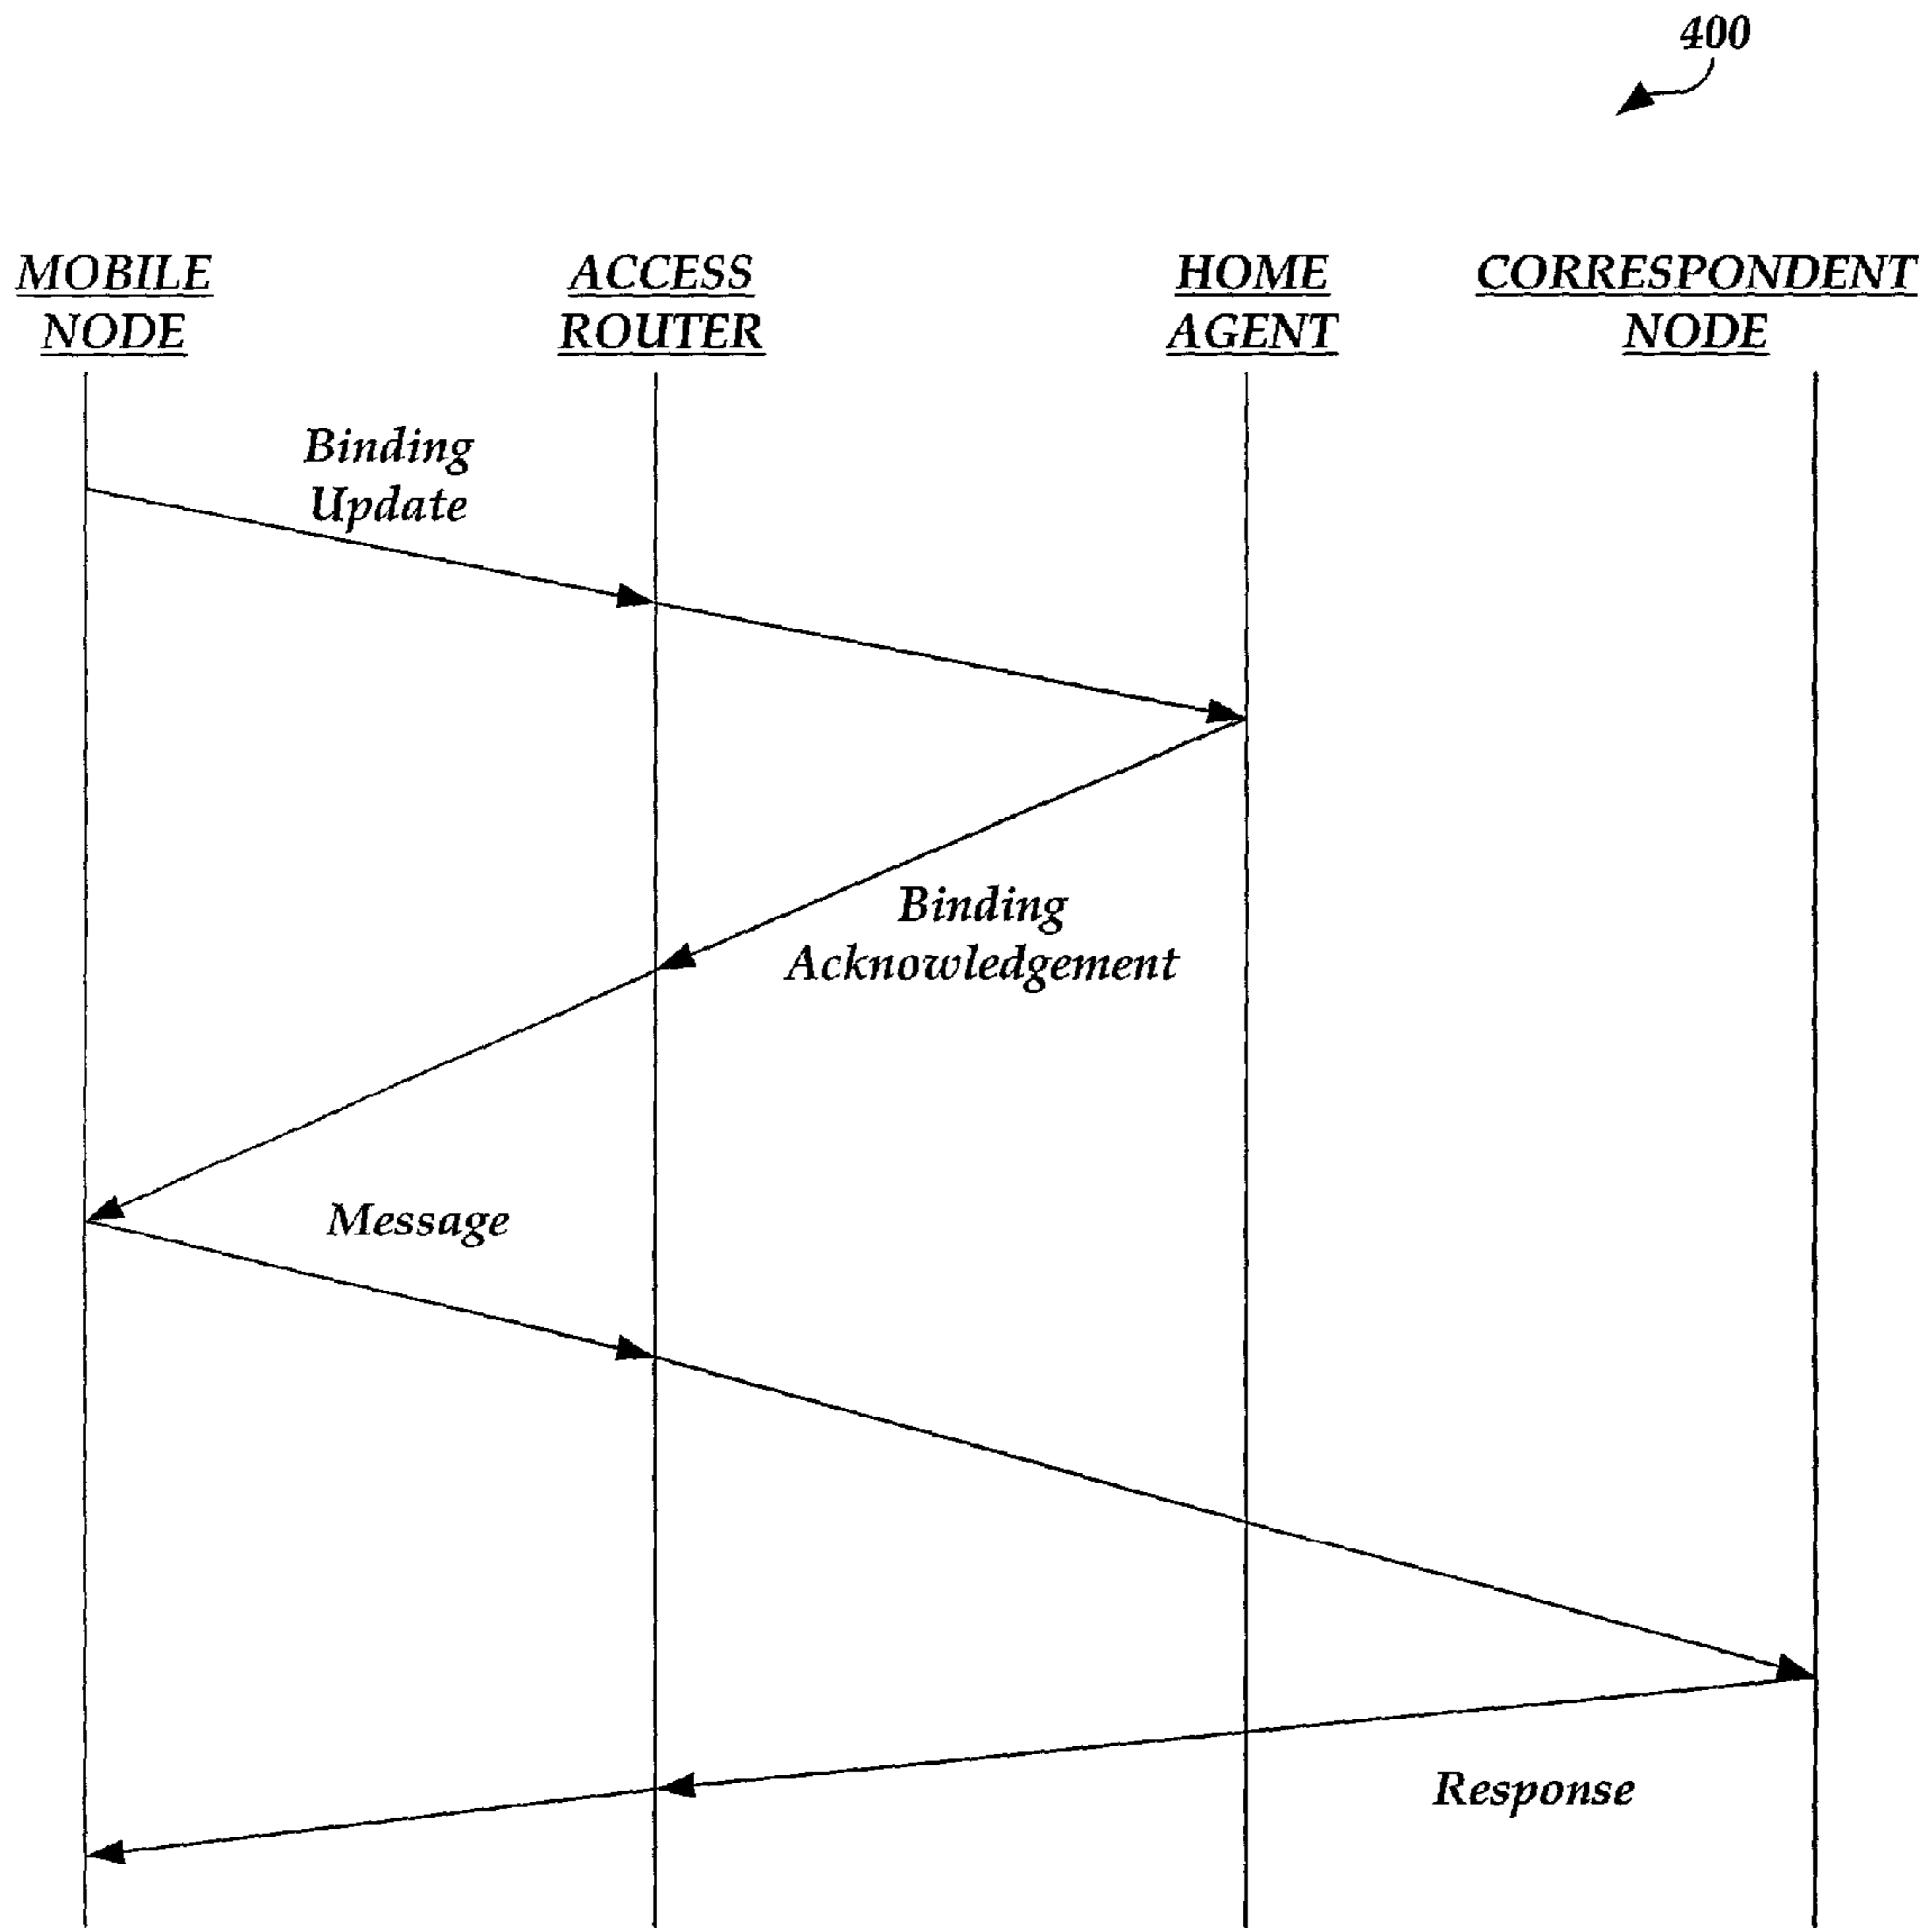 400
MOBILE
NODE
ACCESS
ROUTER
HOME
AGENT
CORRESPONDENT
NODE
Binding
Update
Binding
Acknowledgement
Message
Response